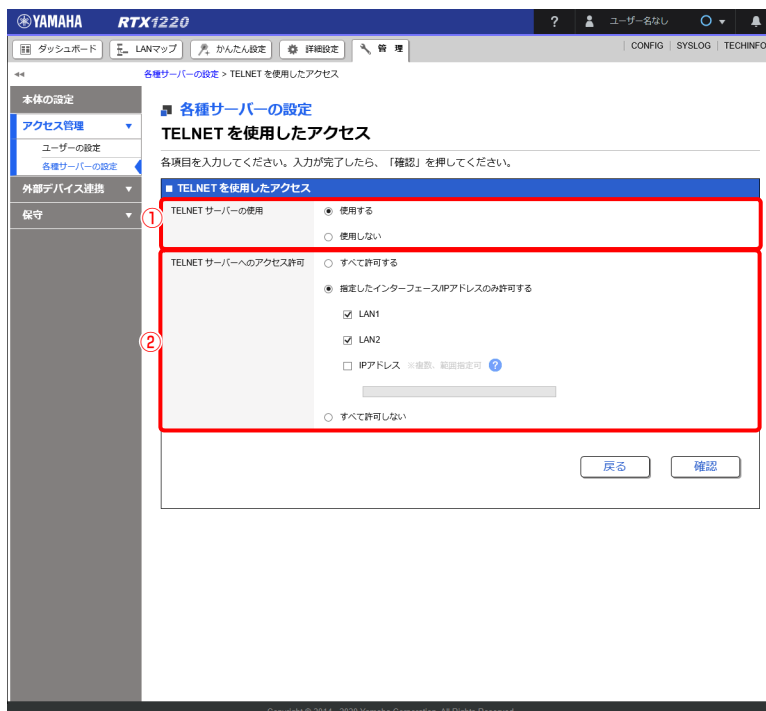 YAMAHA RTX1220 ? ユーザーなし
ダッシュボード LANマップ かんたん設定 詳細設定 管 理 CONFIG SYSLOG TECHINFO
各種サーバーの設定 > TELNET を使用したアクセス
本体の設定
アクセス管理
ユーザーの設定
各種サーバーの設定
外部デバイス連携
保守
各種サーバーの設定
TELNET を使用したアクセス
各項目を入力してください。入力が完了したら、「確認」を押してください。
TELNET を使用したアクセス
①
TELNET サーバーの使用
使用する
使用しない
②
TELNET サーバーへのアクセス許可
すべて許可する
指定したインターフェース/IPアドレスのみ許可する
LAN1
LAN2
IPアドレス ※複数、範囲指定可 ?
すべて許可しない
戻る 確認
Copyright © 2014 - 2020 Yamaha Corporation. All Rights Reserved.